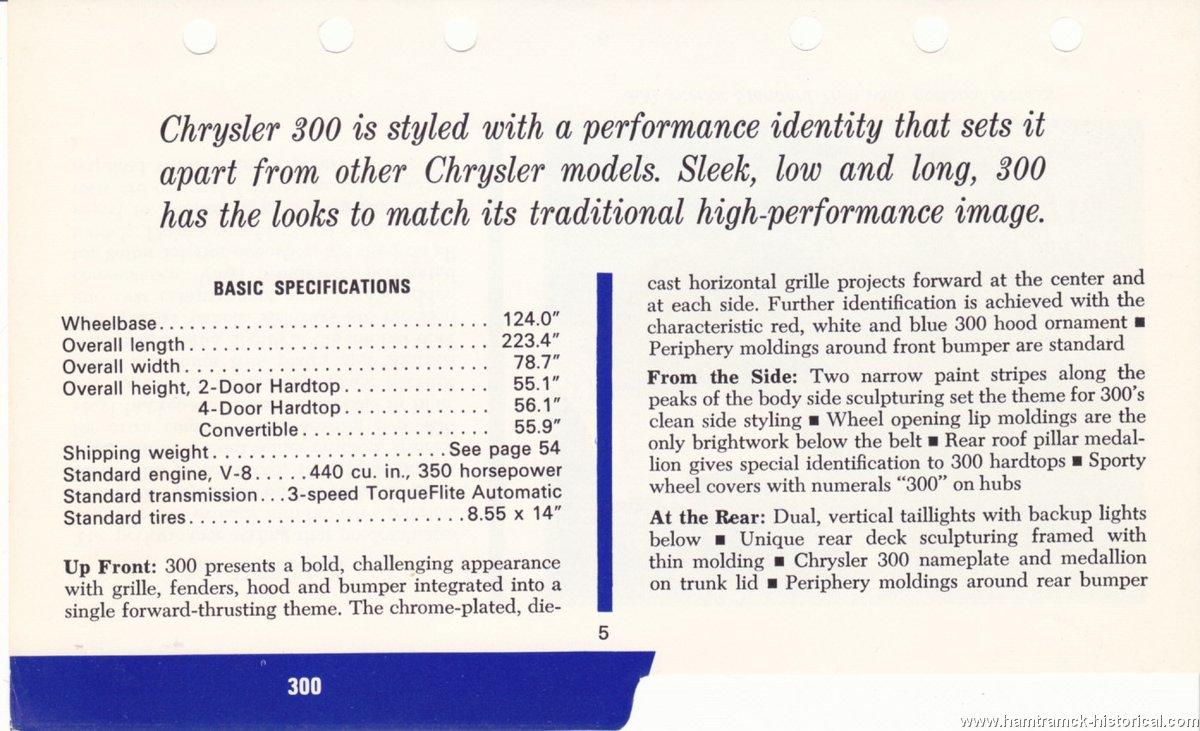 Chrysler 300 is styled with a performance identity that sets it
apart from other Chrysler models. Sleek, low and long, 300
has the looks to match its traditional high-performance image.
BASIC SPECIFICATIONS
Wheelbase............................... 124.0"
Overall length............................ 223.4"
Overall width............................. 78.7"
Overall height, 2-Door Hardtop.............. 55.1"
4-Door Hardtop.............. 56.1"
Convertible.................. 55.9"
Shipping weight......................See page 54
Standard engine, V-8.....440 cu. in., 350 horsepower
Standard transmission...3-speed TorqueFlite Automatic
Standard tires..........................8.55 x 14"
Up Front: 300 presents a bold, challenging appearance
with grille, fenders, hood and bumper integrated into a
single forward-thrusting theme. The chrome-plated, die-
cast horizontal grille projects forward at the center and
at each side. Further identification is achieved with the
characteristic red, white and blue 300 hood ornament ■
Periphery moldings around front bumper are standard
From the Side: Two narrow paint stripes along the
peaks of the body side sculpturing set the theme for 300's
clean side styling ■ Wheel opening lip moldings are the
only brightwork below the belt ■ Rear roof pillar medal-
lion gives special identification to 300 hardtops ■ Sporty
wheel covers with numerals "300" on hubs
At the Rear: Dual, vertical taillights with backup lights
below ■ Unique rear deck sculpturing framed with
thin molding ■ Chrysler 300 nameplate and medallion
on trunk lid ■ Periphery moldings around rear bumper
5
300
www.hamtramck-historical.com